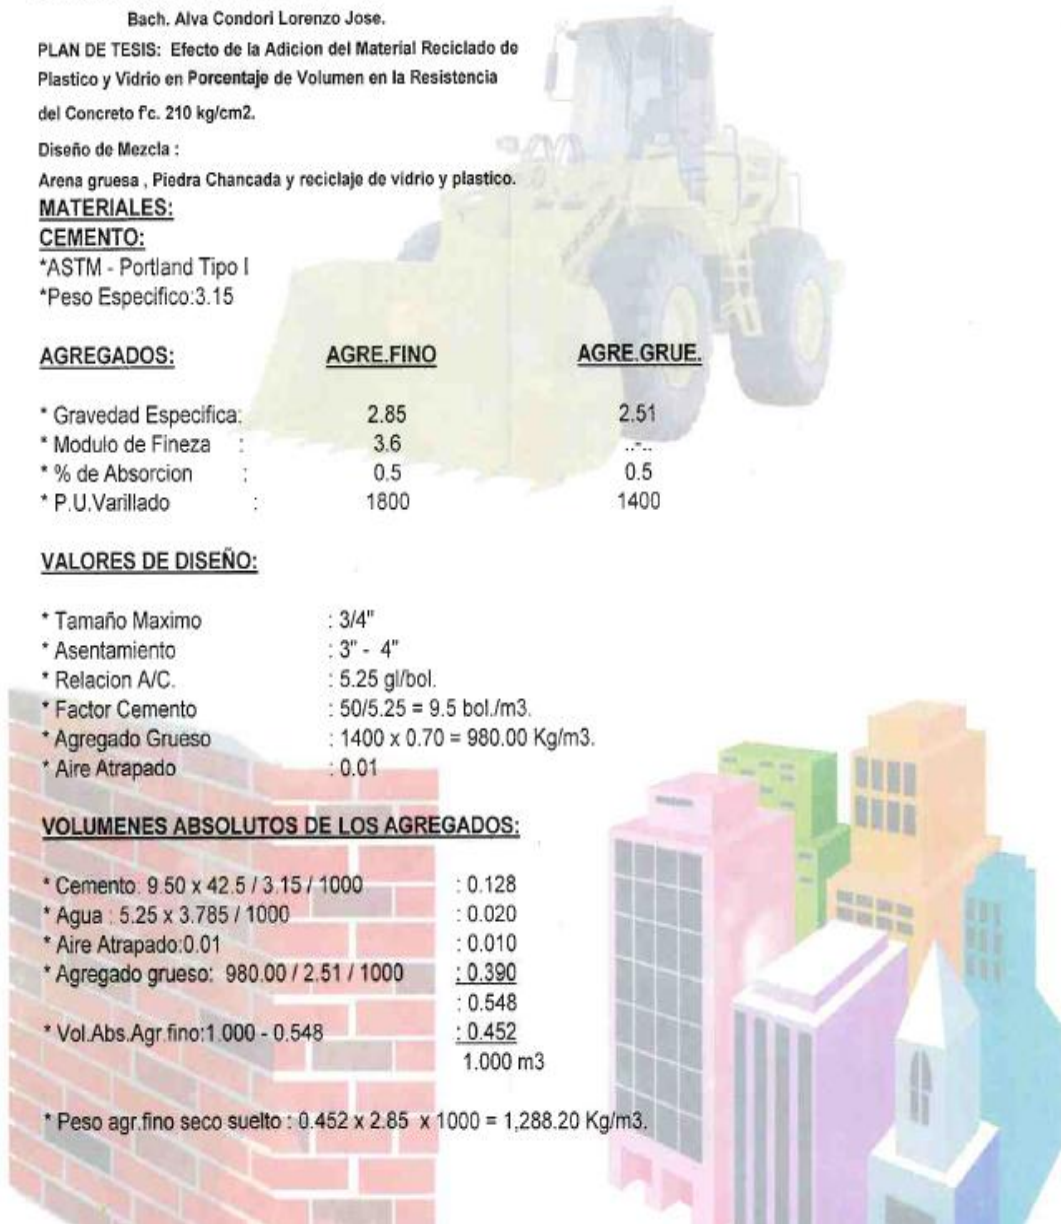 Bach. Alva Condori Lorenzo Jose.
PLAN DE TESIS: Efecto de la Adicion del Material Reciclado de
Plastico y Vidrio en Porcentaje de Volumen en la Resistencia
del Concreto f'c. 210 kg/cm2.
Diseño de Mezcla :
Arena gruesa , Piedra Chancada y reciclaje de vidrio y plastico.
MATERIALES:
CEMENTO:
*ASTM - Portland Tipo I
*Peso Especifico:3.15
AGREGADOS: AGRE.FINO AGRE.GRUE.
* Gravedad Especifica: 2.85 2.51
* Modulo de Fineza : 3.6 ..-..
* % de Absorcion : 0.5 0.5
* P.U.Varillado : 1800 1400
VALORES DE DISEÑO:
* Tamaño Maximo : 3/4"
* Asentamiento : 3" - 4"
* Relacion A/C. : 5.25 gl/bol.
* Factor Cemento : 50/5.25 = 9.5 bol./m3.
* Agregado Grueso : 1400 x 0.70 = 980.00 Kg/m3.
* Aire Atrapado : 0.01
VOLUMENES ABSOLUTOS DE LOS AGREGADOS:
* Cemento: 9.50 x 42.5 / 3.15 / 1000 : 0.128
* Agua : 5.25 x 3.785 / 1000 : 0.020
* Aire Atrapado:0.01 : 0.010
* Agregado grueso: 980.00 / 2.51 / 1000 : 0.390
: 0.548
* Vol.Abs.Agr.fino:1.000 - 0.548 : 0.452
1.000 m3
* Peso agr.fino seco suelto : 0.452 x 2.85 x 1000 = 1,288.20 Kg/m3.